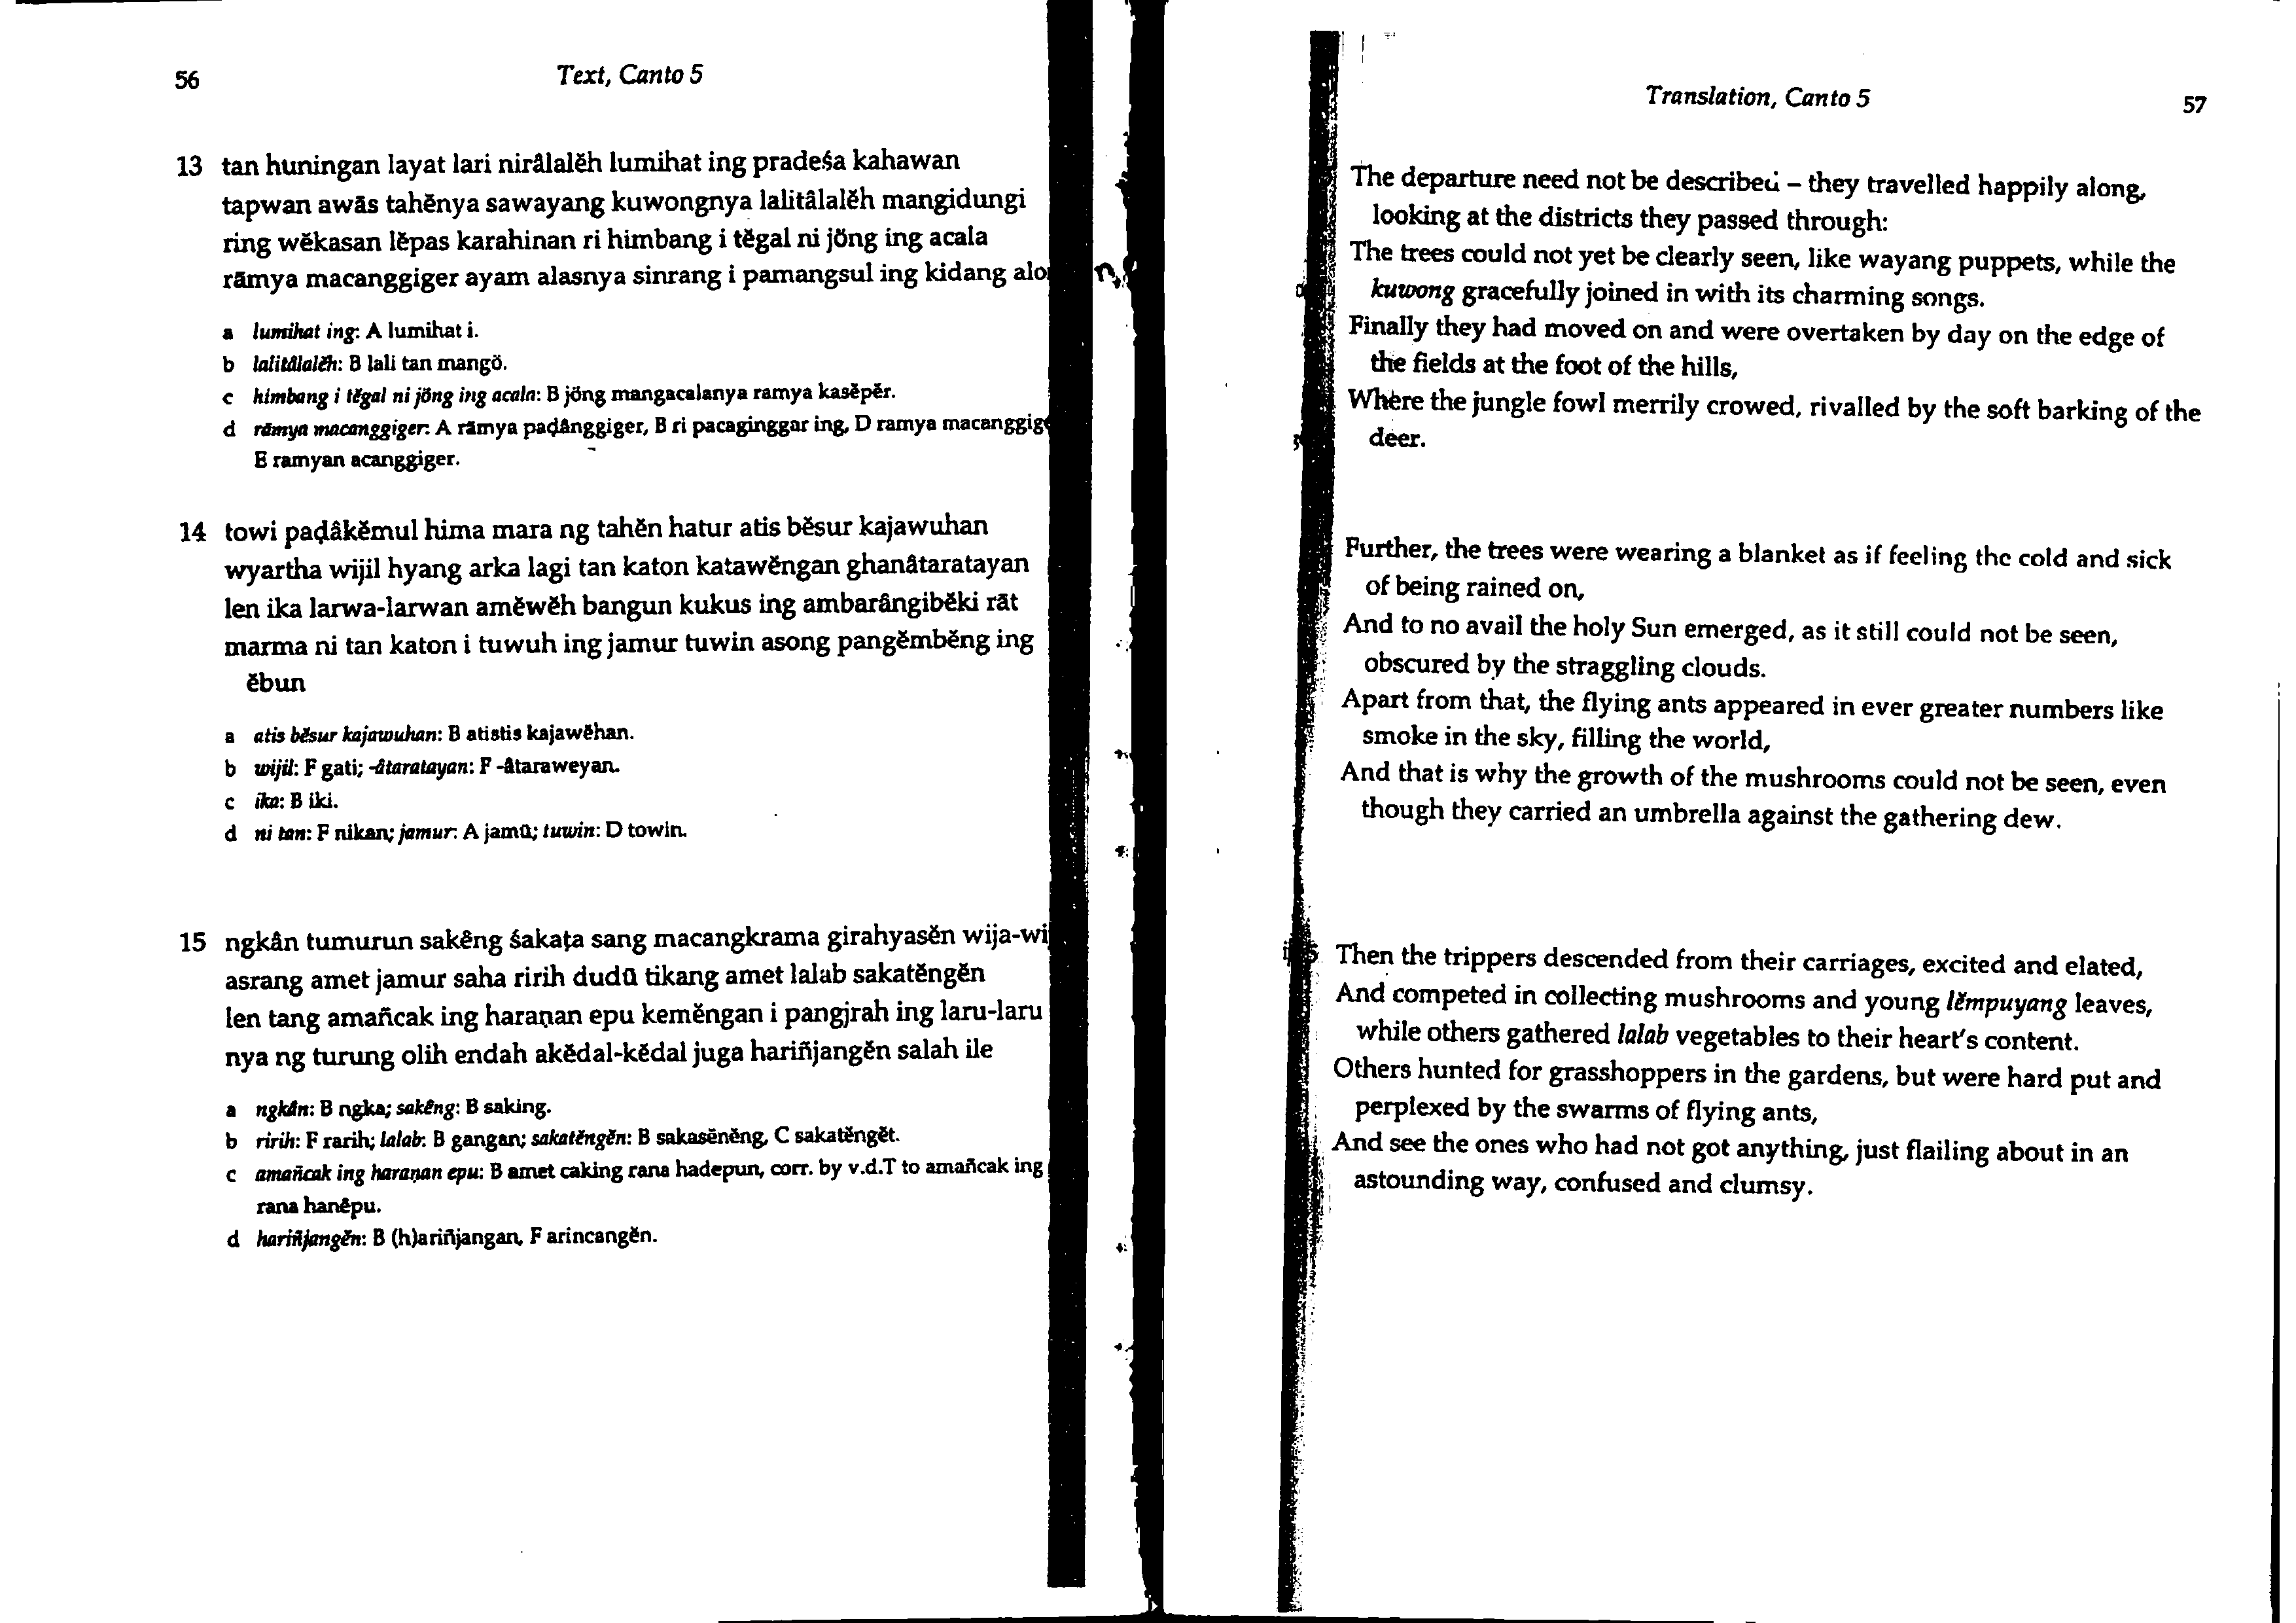 56
Text, Canto 5
13 tan huningan layat lari nirâlalĕh lumihat ing pradeśa kahawan
tapwan awās tahĕnya sawayang kuwongnya lalitâlalĕh mangidungi
ring wĕkasan lĕpas karahinan ri himbang i tĕgal ni jöng ing acala
rāmya macanggiger ayam alasnya sinrang i pamangsul ing kidang alon
a lumihat ing: A lumihat i.
b lalitâlalĕh: B lali tan mangö.
c himbang i tĕgal ni jöng ing acala: B jöng mangacalanya ramya kasĕpĕr.
d rāmya macanggiger: A rāmya paḍânggiger, B ri pacaginggar ing, D ramya macanggig
E ramyan acanggiger.
14 towi paḍâkĕmul hima mara ng tahĕn hatur atis bĕsur kajawuhan
wyartha wijil hyang arka lagi tan katon katawĕngan ghanâtaratayan
len ika larwa-larwan amĕwĕh bangun kukus ing ambarângibĕki rāt
marma ni tan katon i tuwuh ing jamur tuwin asong pangĕmbĕng ing
ĕbun
a atis bĕsur kajawuhan: B atistis kajawĕhan.
b wijil: F gati; -âtaratayan: F -âtaraweyan.
c ika: B iki.
d ni tan: F nikan; jamur: A jamū; tuwin: D towin.
15 ngkân tumurun sakêng śakaṭa sang macangkrama girahyasĕn wija-wi
asrang amet jamur saha ririh dudū tikang amet lalab sakatĕngĕn
len tang amañcak ing haraṇan epu kemĕngan i pangjrah ing laru-laru
nya ng turung olih endah akĕdal-kĕdal juga hariñjangĕn salah ile
a ngkân: B ngka; sakêng: B saking.
b ririh: F rarih; lalab: B gangan; sakatĕngĕn: B sakasĕnĕng, C sakatĕngĕt.
c amañcak ing haraṇan epu: B amet caking rana hadepun, corr. by v.d.T to amañcak ing
rana hanêpu.
d hariñjangĕn: B (h)ariñjangan, F arincangĕn.
Translation, Canto 5
57
The departure need not be described – they travelled happily along,
looking at the districts they passed through:
The trees could not yet be clearly seen, like wayang puppets, while the
kuwong gracefully joined in with its charming songs.
Finally they had moved on and were overtaken by day on the edge of
the fields at the foot of the hills,
Where the jungle fowl merrily crowed, rivalled by the soft barking of the
deer.
Further, the trees were wearing a blanket as if feeling the cold and sick
of being rained on,
And to no avail the holy Sun emerged, as it still could not be seen,
obscured by the straggling clouds.
Apart from that, the flying ants appeared in ever greater numbers like
smoke in the sky, filling the world,
And that is why the growth of the mushrooms could not be seen, even
though they carried an umbrella against the gathering dew.
Then the trippers descended from their carriages, excited and elated,
And competed in collecting mushrooms and young lĕmpuyang leaves,
while others gathered lalab vegetables to their heart's content.
Others hunted for grasshoppers in the gardens, but were hard put and
perplexed by the swarms of flying ants,
And see the ones who had not got anything, just flailing about in an
astounding way, confused and clumsy.